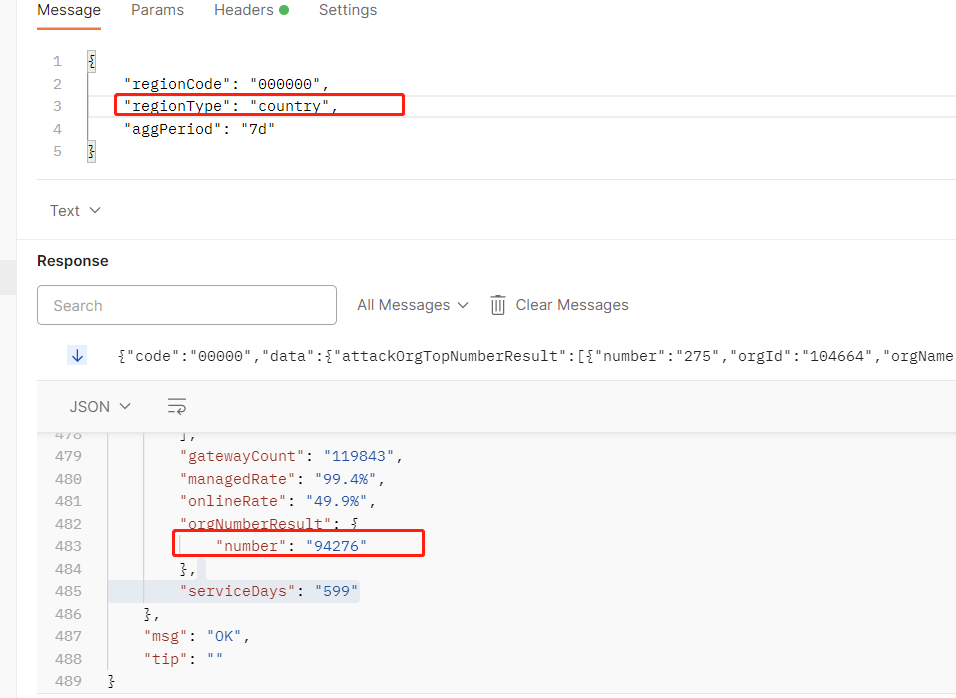 Message Params Headers Settings
1 {
2 "regionCode": "000000",
3 "regionType": "country",
4 "aggPeriod": "7d"
5 }
Text
Response
Search All Messages Clear Messages
{"code":"00000","data":{"attackOrgTopNumberResult":[{"number":"275","orgId":"104664","orgName
JSON
478 ],
479 "gatewayCount": "119843",
480 "managedRate": "99.4%",
481 "onlineRate": "49.9%",
482 "orgNumberResult": {
483 "number": "94276"
484 },
485 "serviceDays": "599"
486 },
487 "msg": "OK",
488 "tip": ""
489 }